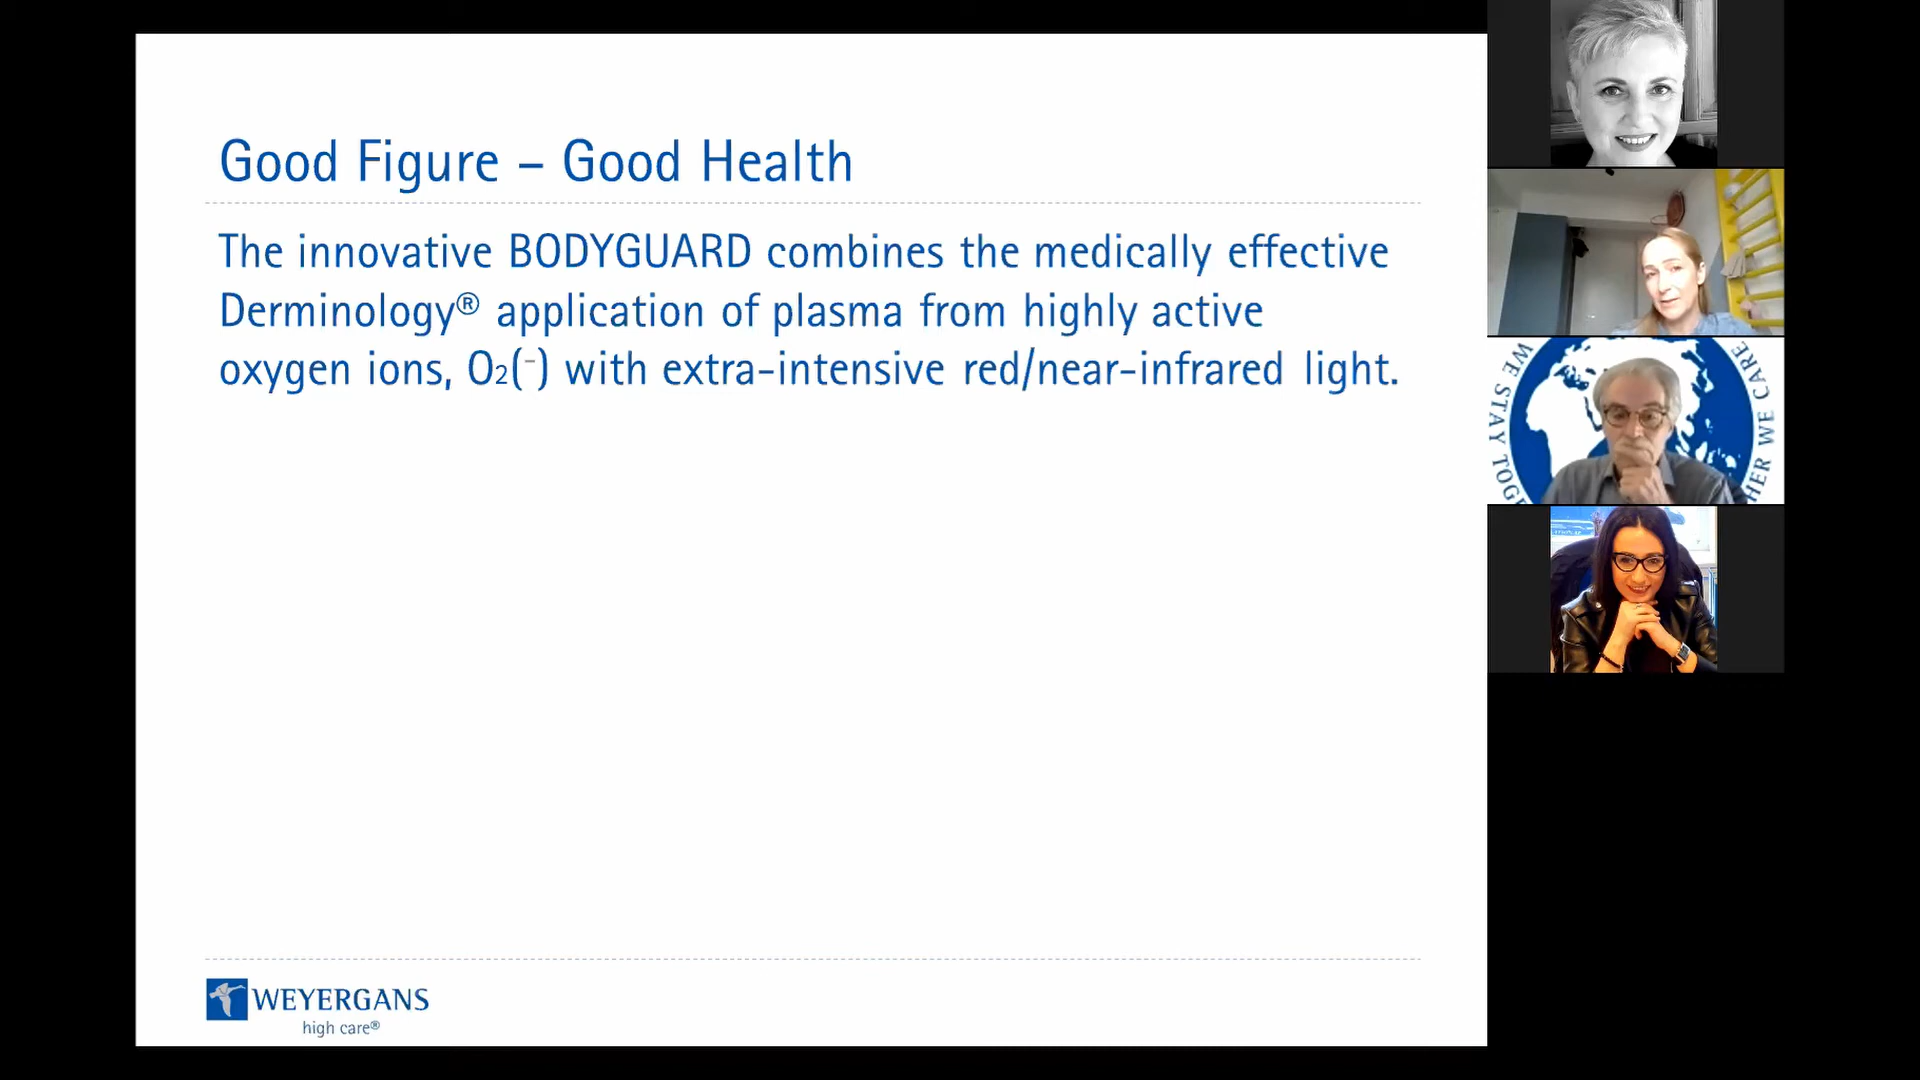 Good Figure – Good Health
The innovative BODYGUARD combines the medically effective
Derminology® application of plasma from highly active
oxygen ions, O₂(⁻) with extra-intensive red/near-infrared light.
WE STAY TOGE
HER WE CARE
WEYERGANS
high care®